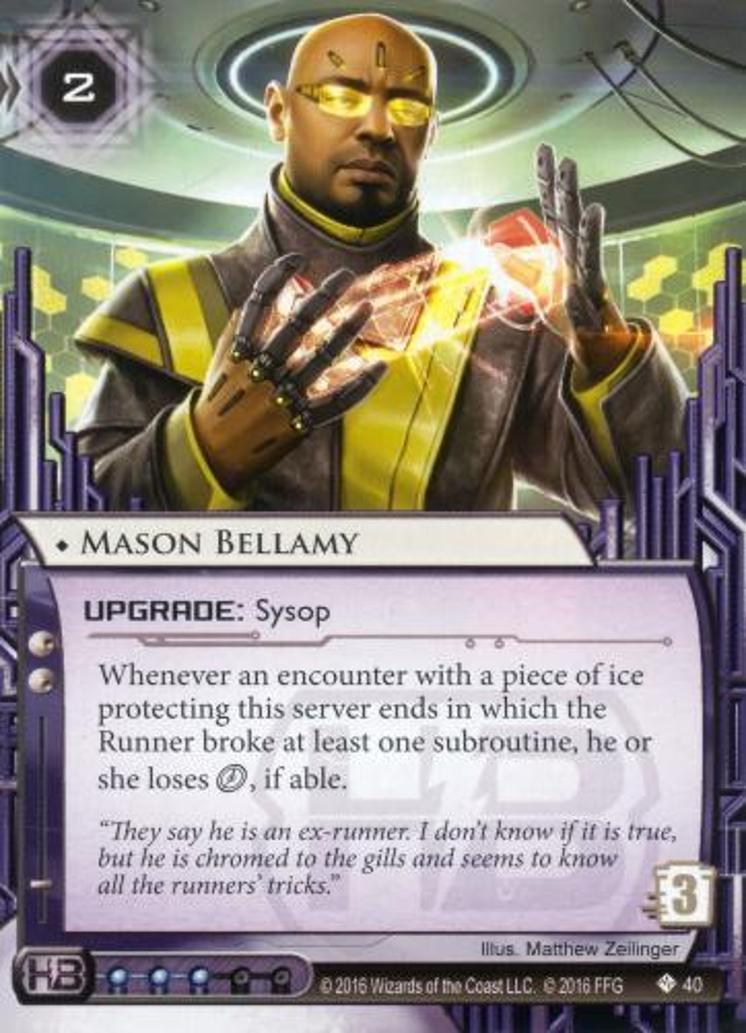 2
◆ MASON BELLAMY
UPGRADE: Sysop
Whenever an encounter with a piece of ice
protecting this server ends in which the
Runner broke at least one subroutine, he or
she loses , if able.
“They say he is an ex-runner. I don’t know if it is true,
but he is chromed to the gills and seems to know
all the runners’ tricks.”
3
Illus. Matthew Zeilinger
HB
© 2016 Wizards of the Coast LLC. © 2016 FFG
40